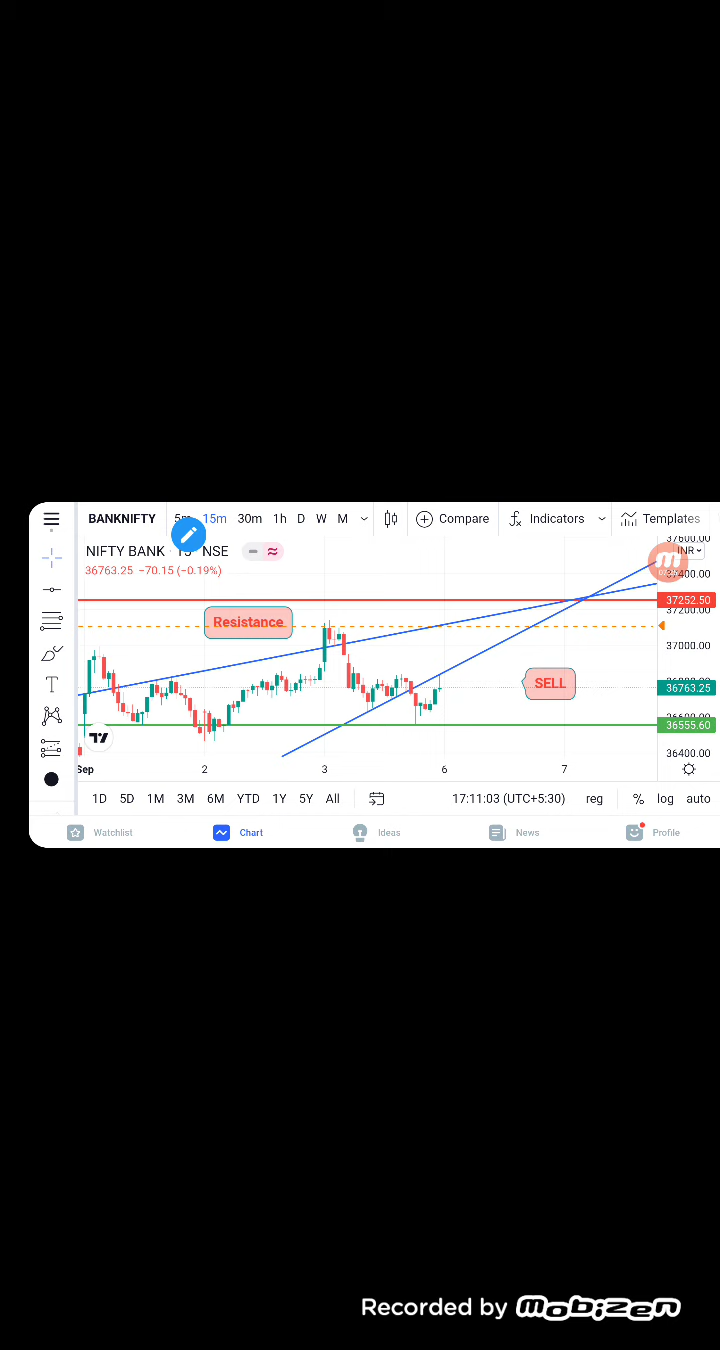 BANKNIFTY 15m 30m 1h D W M Compare Indicators Templates
NIFTY BANK · 15 · NSE
INR
36763.25 −70.15 (−0.19%)
37400.00
37252.50
Resistance
37000.00
SELL
36763.25
36555.60
36400.00
Sep 2 3 6 7
1D 5D 1M 3M 6M YTD 1Y 5Y All 17:11:03 (UTC+5:30) reg % log auto
Watchlist Chart Ideas News Profile
Recorded by mobizen